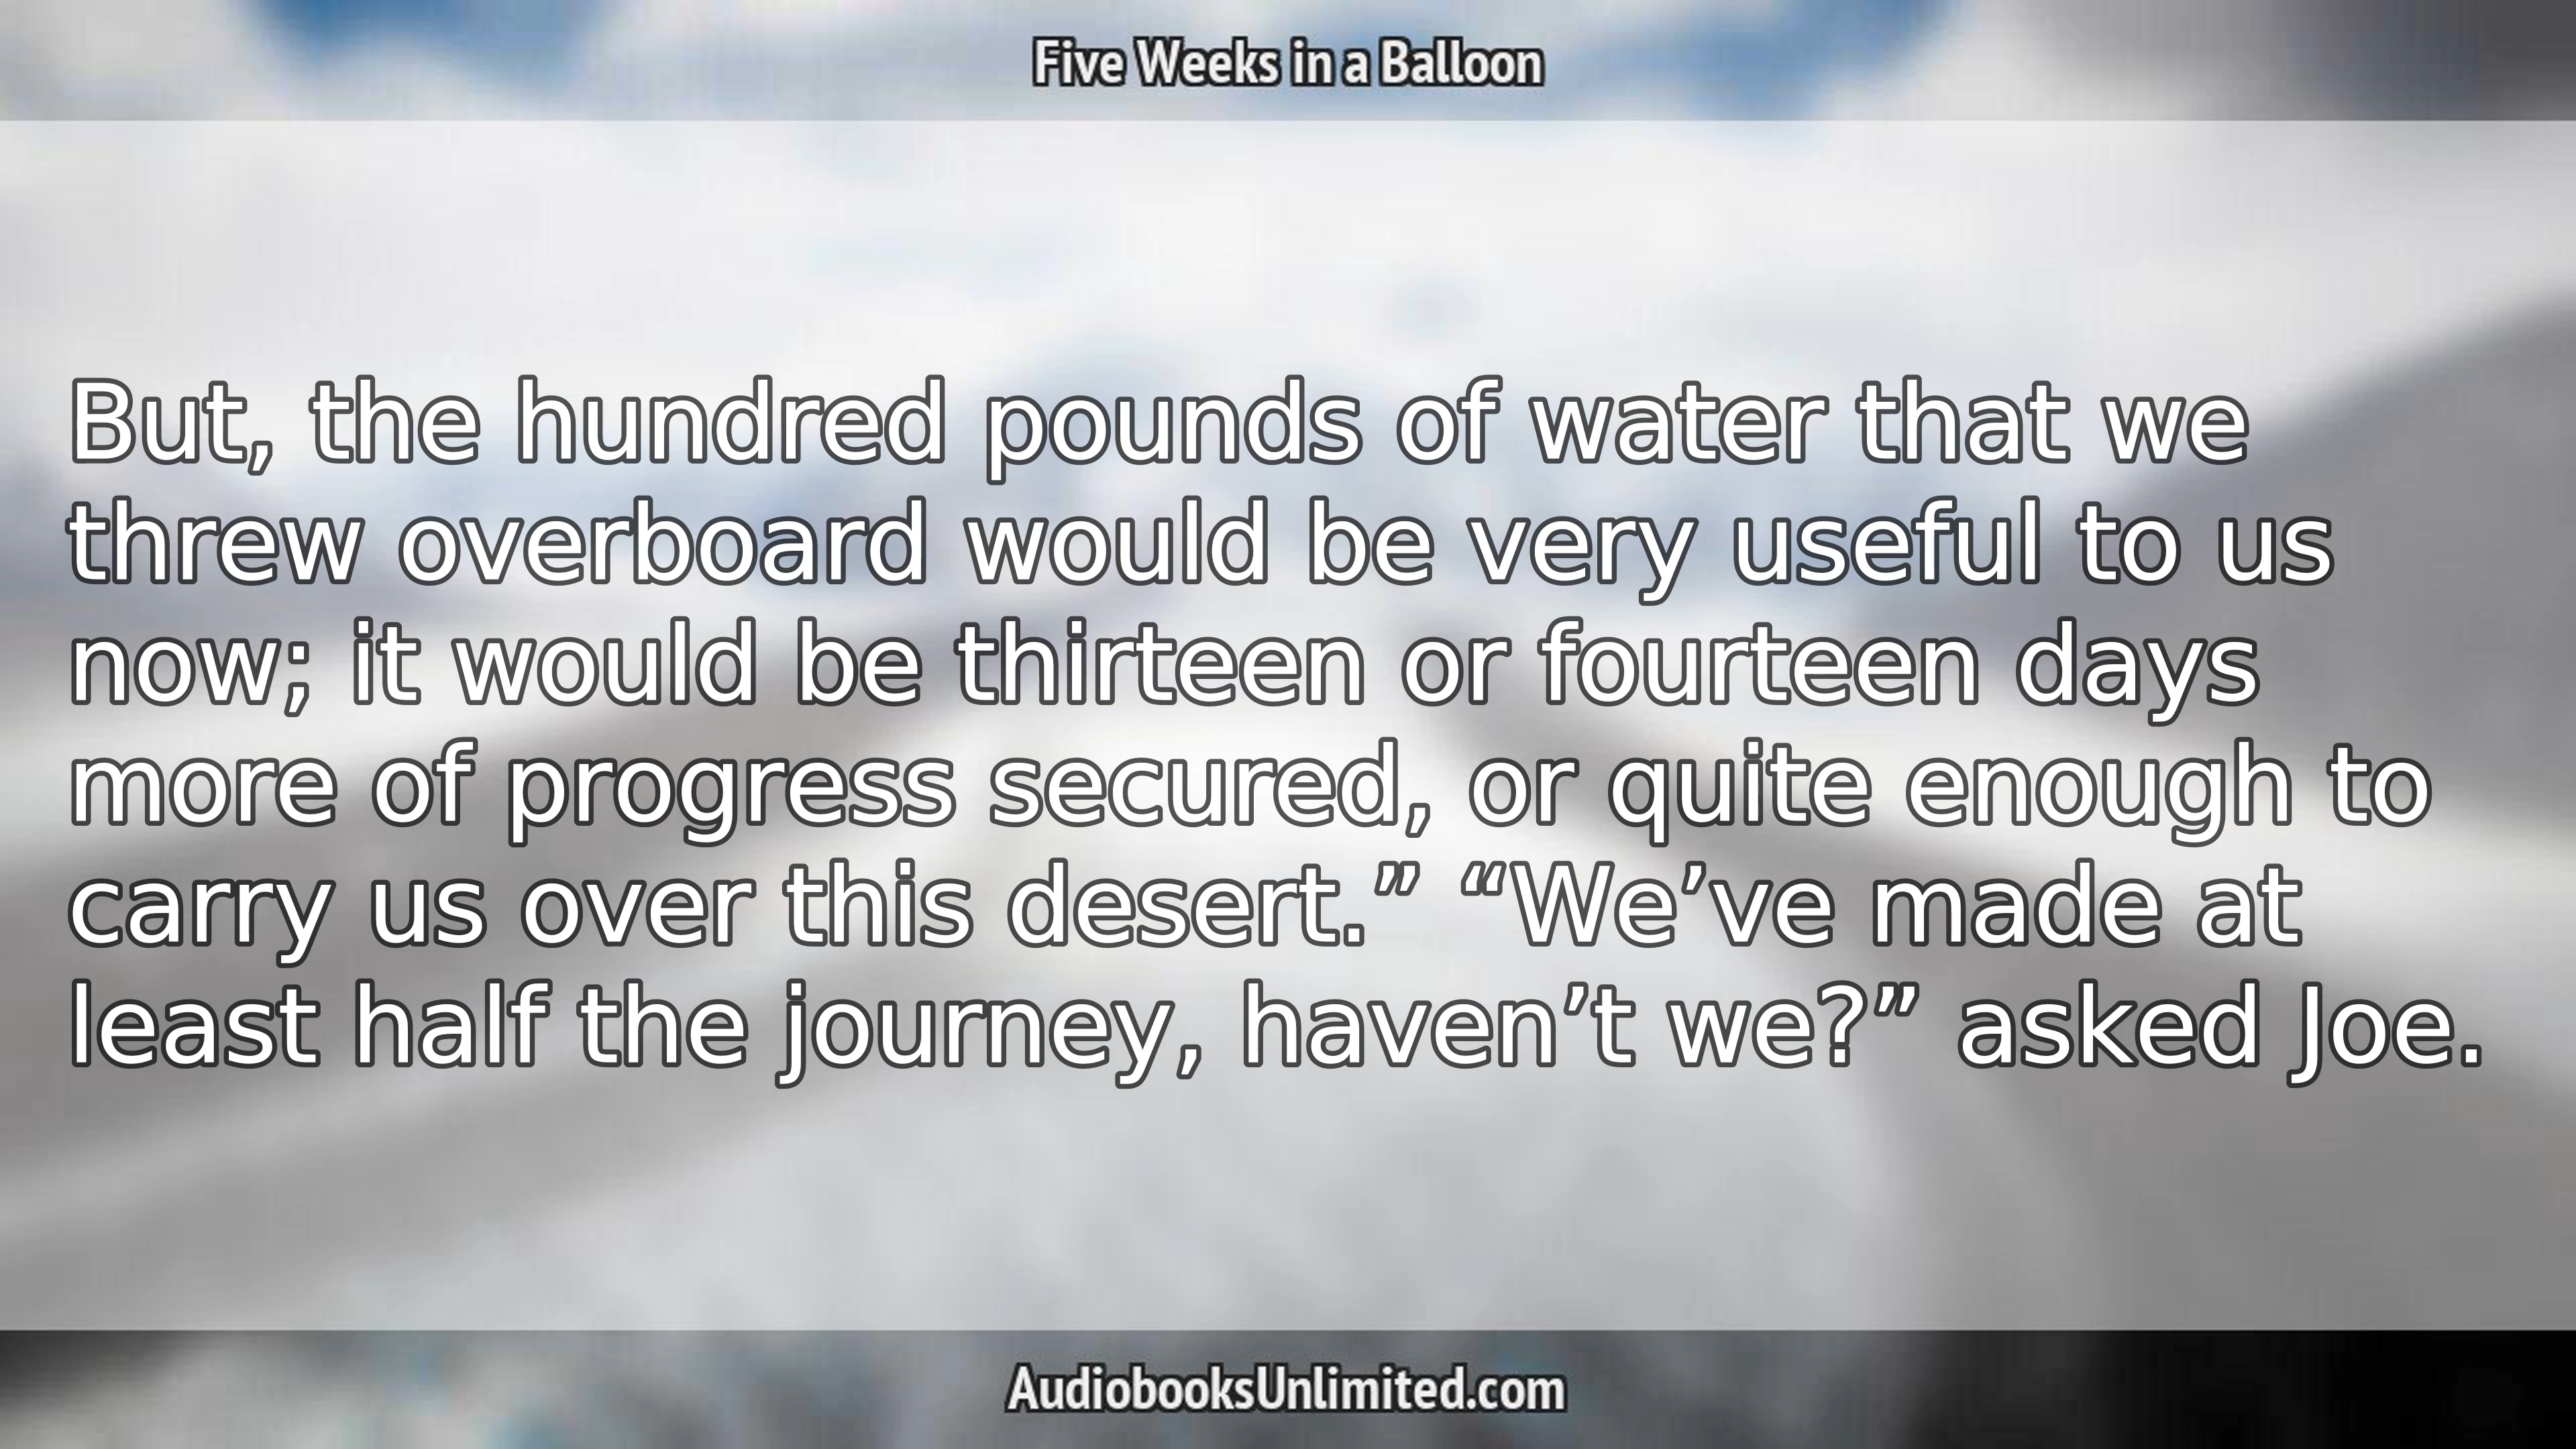 Five Weeks in a Balloon
But, the hundred pounds of water that we
threw overboard would be very useful to us
now; it would be thirteen or fourteen days
more of progress secured, or quite enough to
carry us over this desert.” “We’ve made at
least half the journey, haven’t we?” asked Joe.
AudiobooksUnlimited.com